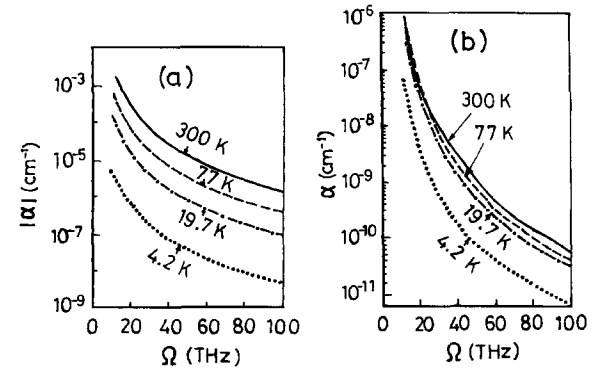 (a)
|α| (cm⁻¹)
10⁻³
10⁻⁵
10⁻⁷
10⁻⁹
300 K
77 K
19.7 K
4.2 K
0 20 40 60 80 100
Ω (THz)
(b)
α (cm⁻¹)
10⁻⁶
10⁻⁷
10⁻⁸
10⁻⁹
10⁻¹⁰
10⁻¹¹
300 K
77 K
19.7 K
4.2 K
0 20 40 60 80 100
Ω (THz)